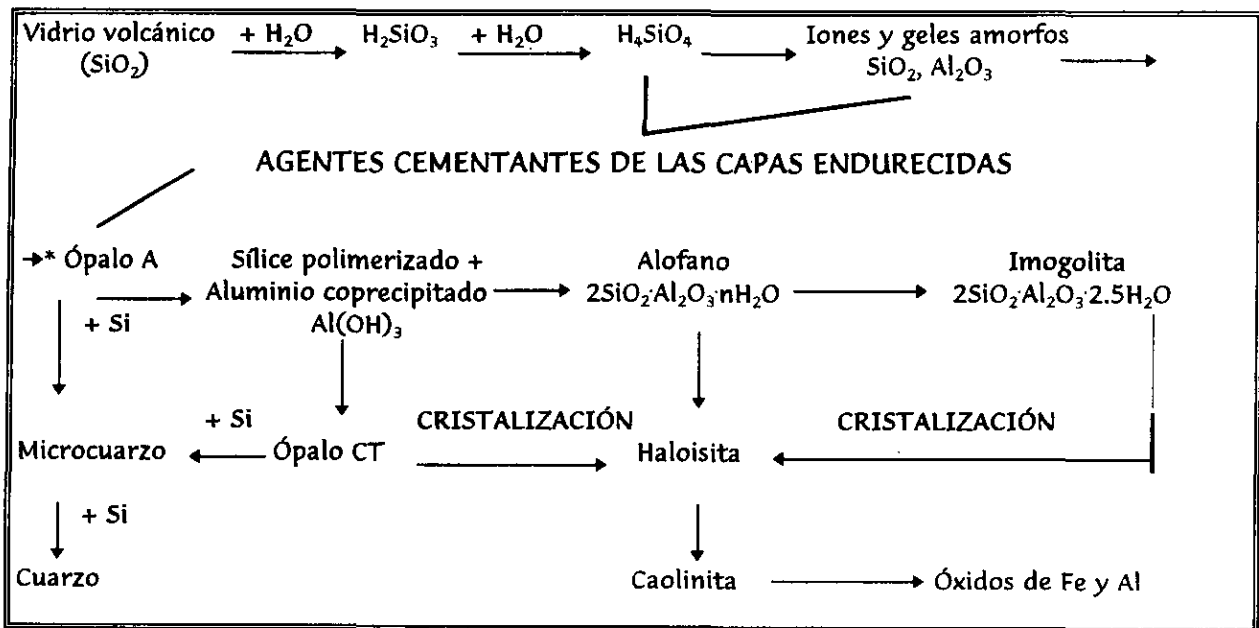 Vidrio volcánico + H₂O H₂SiO₃ + H₂O H₄SiO₄ Iones y geles amorfos
(SiO₂) SiO₂, Al₂O₃
AGENTES CEMENTANTES DE LAS CAPAS ENDURECIDAS
* Ópalo A Sílice polimerizado + Alofano Imogolita
Aluminio coprecipitado 2SiO₂·Al₂O₃·nH₂O 2SiO₂·Al₂O₃·2.5H₂O
+ Si Al(OH)₃
+ Si CRISTALIZACIÓN CRISTALIZACIÓN
Microcuarzo Ópalo CT Haloisita
+ Si
Cuarzo Caolinita Óxidos de Fe y Al